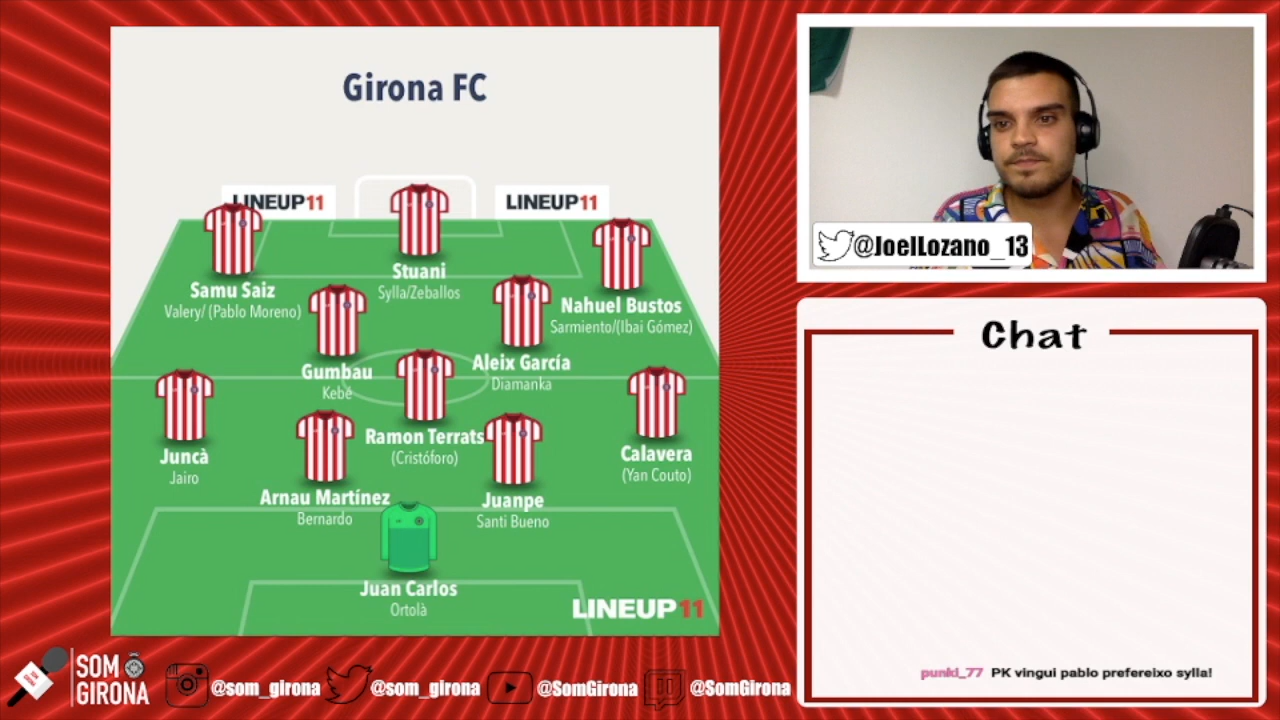 Girona FC
LINEUP11
LINEUP11
Stuani
Sylla/Zeballos
Samu Saiz
Valery/ (Pablo Moreno)
Nahuel Bustos
Sarmiento/(Ibai Gómez)
Gumbau
Kebé
Aleix García
Diamanka
Ramon Terrats
(Cristóforo)
Juncà
Jairo
Calavera
(Yan Couto)
Arnau Martínez
Bernardo
Juanpe
Santi Bueno
Juan Carlos
Ortolà
LINEUP11
@JoelLozano_13
Chat
punki_77 PK vingui pablo prefereixo sylla!
SOM
GIRONA
@som_girona
@som_girona
@SomGirona
@SomGirona